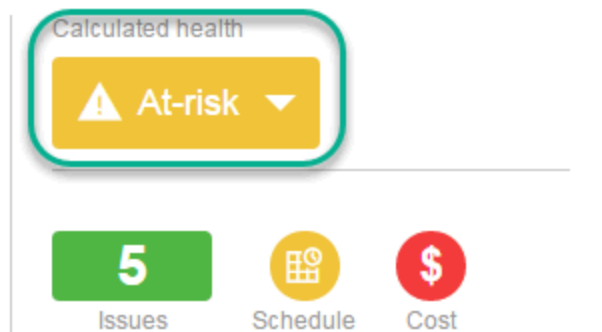 Calculated health
At-risk
5
$
Issues
Schedule
Cost